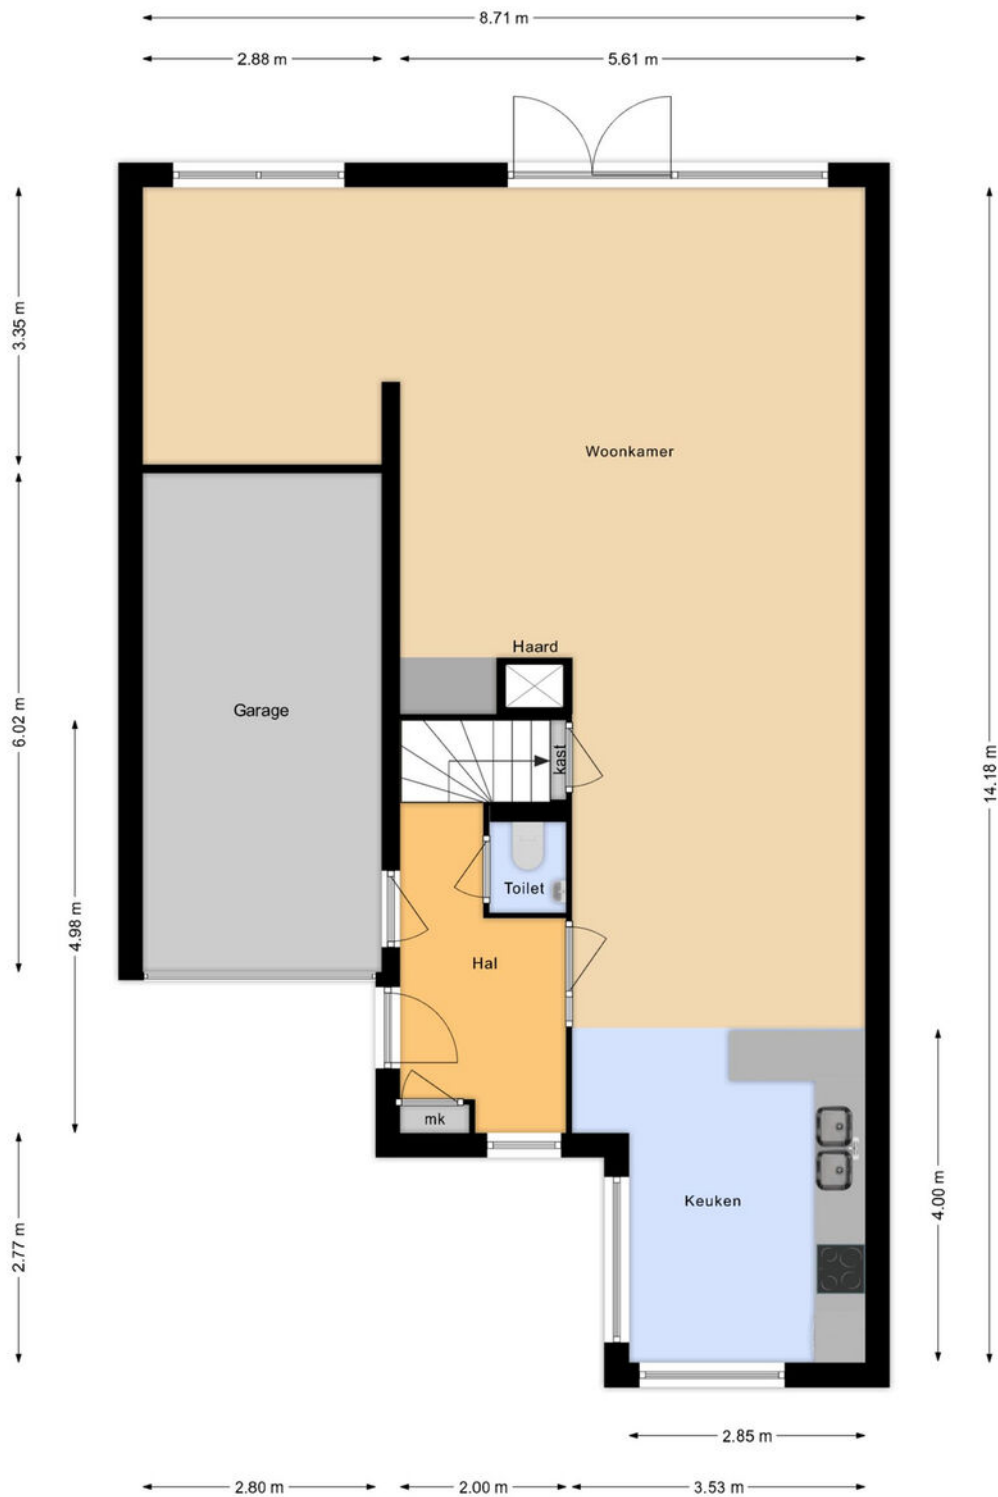 8.71 m
2.88 m
5.61 m
3.35 m
Woonkamer
Haard
Garage
6.02 m
kast
14.18 m
Toilet
4.98 m
Hal
mk
Keuken
4.00 m
2.77 m
2.85 m
2.80 m
2.00 m
3.53 m